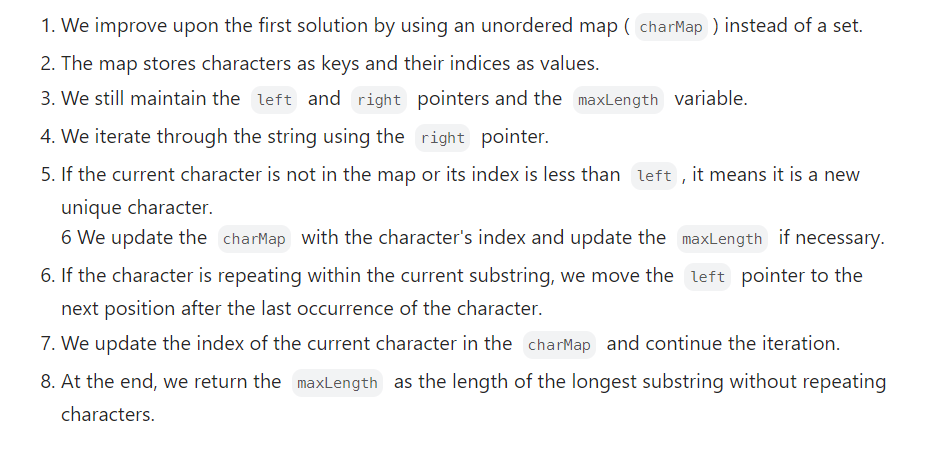 1. We improve upon the first solution by using an unordered map ( charMap ) instead of a set.
2. The map stores characters as keys and their indices as values.
3. We still maintain the left and right pointers and the maxLength variable.
4. We iterate through the string using the right pointer.
5. If the current character is not in the map or its index is less than left , it means it is a new
unique character.
6 We update the charMap with the character's index and update the maxLength if necessary.
6. If the character is repeating within the current substring, we move the left pointer to the
next position after the last occurrence of the character.
7. We update the index of the current character in the charMap and continue the iteration.
8. At the end, we return the maxLength as the length of the longest substring without repeating
characters.